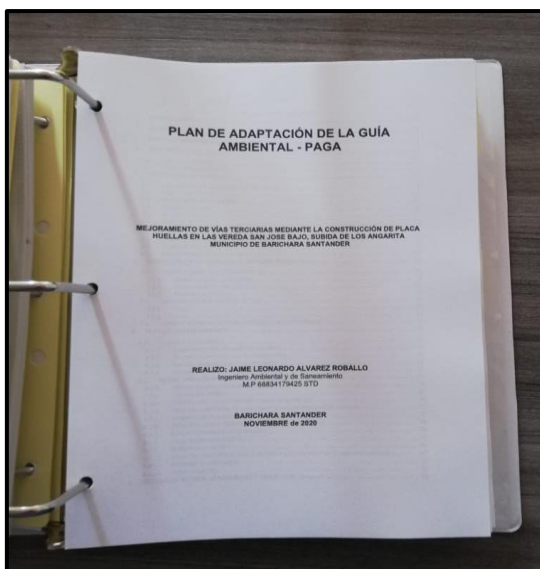 PLAN DE ADAPTACIÓN DE LA GUÍA
AMBIENTAL - PAGA
MEJORAMIENTO DE VÍAS TERCIARIAS MEDIANTE LA CONSTRUCCIÓN DE PLACA
HUELLAS EN LAS VEREDA SAN JOSE BAJO, SUBIDA DE LOS ANGARITA
MUNICIPIO DE BARICHARA SANTANDER
REALIZO: JAIME LEONARDO ALVAREZ ROBALLO
Ingeniero Ambiental y de Saneamiento
M.P 68834179425 STD
BARICHARA SANTANDER
NOVIEMBRE de 2020